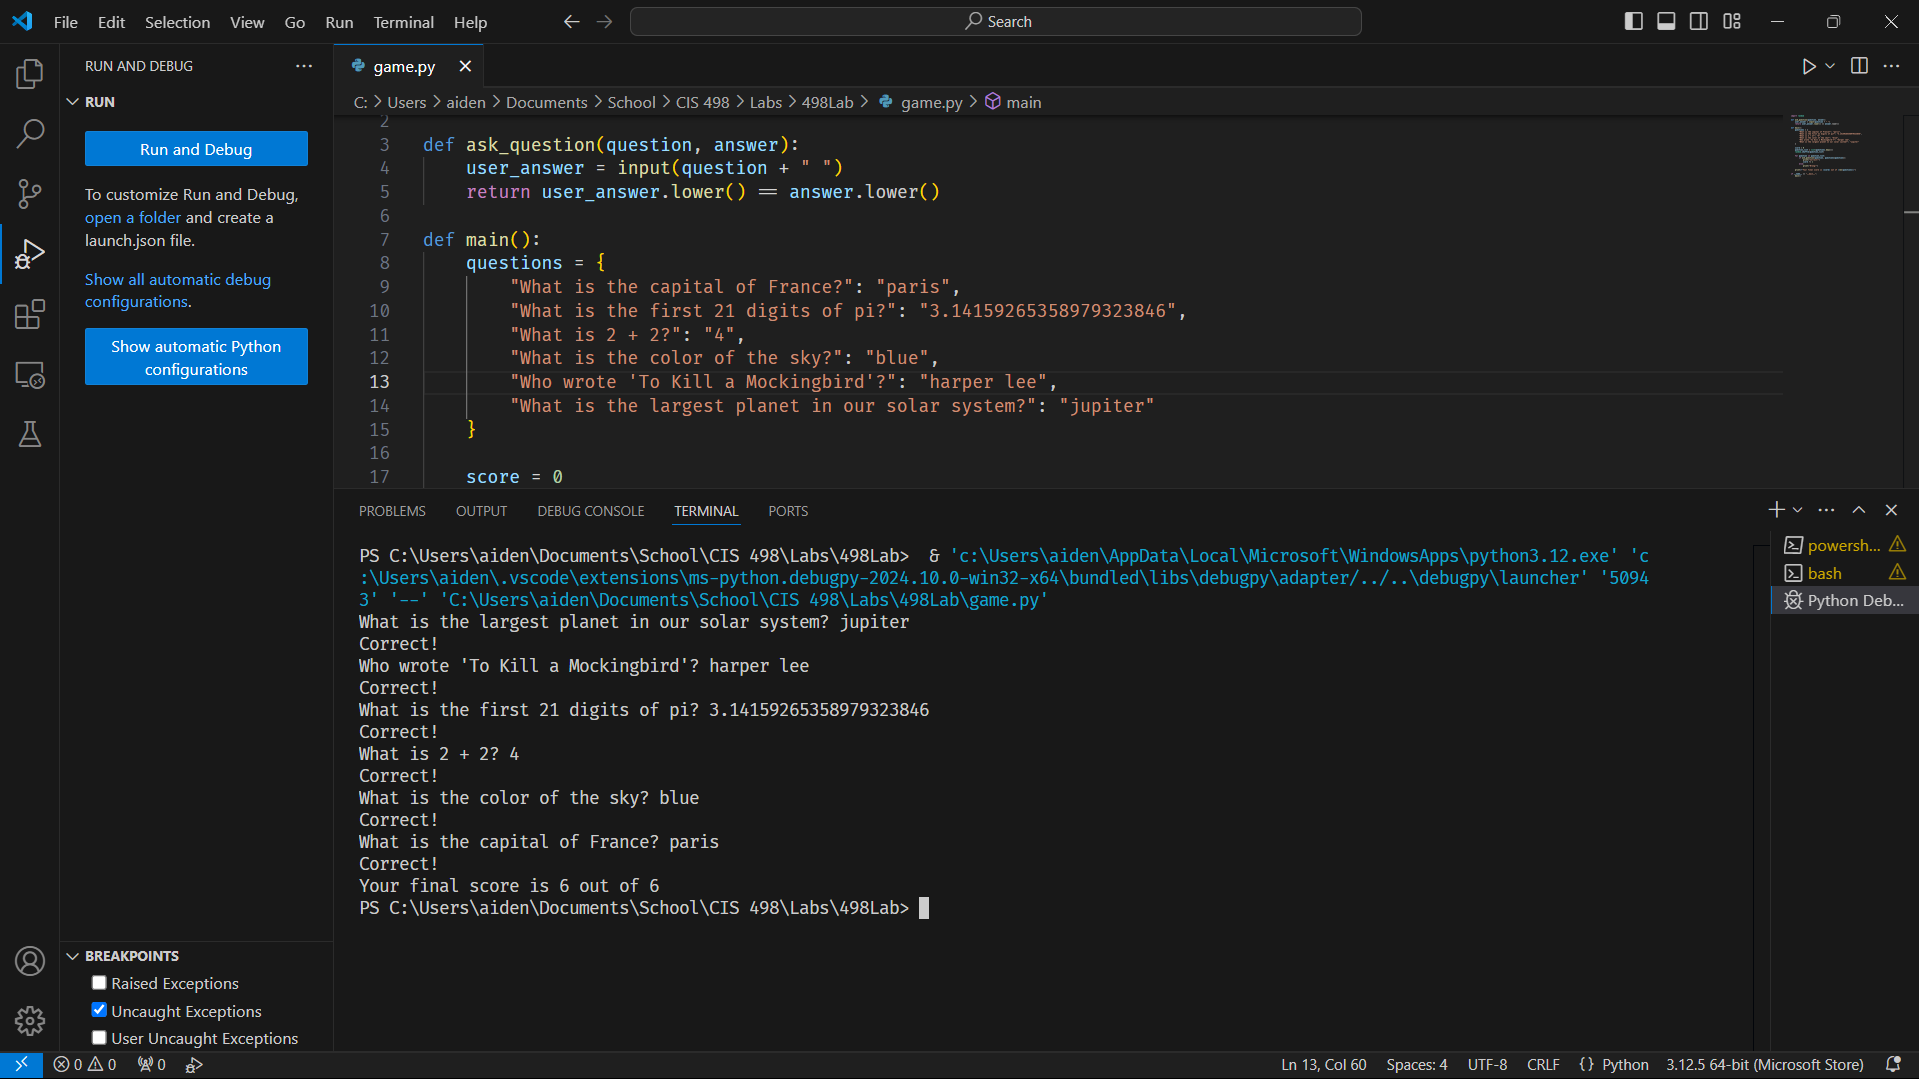 File Edit Selection View Go Run Terminal Help Search
RUN AND DEBUG
RUN
Run and Debug
To customize Run and Debug,
open a folder and create a
launch.json file.
Show all automatic debug
configurations.
Show automatic Python
configurations
BREAKPOINTS
Raised Exceptions
Uncaught Exceptions
User Uncaught Exceptions
game.py
C: > Users > aiden > Documents > School > CIS 498 > Labs > 498Lab > game.py > main
2
3 def ask_question(question, answer):
4 user_answer = input(question + " ")
5 return user_answer.lower() == answer.lower()
6
7 def main():
8 questions = {
9 "What is the capital of France?": "paris",
10 "What is the first 21 digits of pi?": "3.14159265358979323846",
11 "What is 2 + 2?": "4",
12 "What is the color of the sky?": "blue",
13 "Who wrote 'To Kill a Mockingbird'?": "harper lee",
14 "What is the largest planet in our solar system?": "jupiter"
15 }
16
17 score = 0
PROBLEMS OUTPUT DEBUG CONSOLE TERMINAL PORTS
PS C:\Users\aiden\Documents\School\CIS 498\Labs\498Lab> & 'c:\Users\aiden\AppData\Local\Microsoft\WindowsApps\python3.12.exe' 'c
:\Users\aiden\.vscode\extensions\ms-python.debugpy-2024.10.0-win32-x64\bundled\libs\debugpy\adapter/../..\debugpy\launcher' '5094
3' '--' 'C:\Users\aiden\Documents\School\CIS 498\Labs\498Lab\game.py'
What is the largest planet in our solar system? jupiter
Correct!
Who wrote 'To Kill a Mockingbird'? harper lee
Correct!
What is the first 21 digits of pi? 3.14159265358979323846
Correct!
What is 2 + 2? 4
Correct!
What is the color of the sky? blue
Correct!
What is the capital of France? paris
Correct!
Your final score is 6 out of 6
PS C:\Users\aiden\Documents\School\CIS 498\Labs\498Lab>
powersh...
bash
Python Deb...
0 0 0 Ln 13, Col 60 Spaces: 4 UTF-8 CRLF {} Python 3.12.5 64-bit (Microsoft Store)